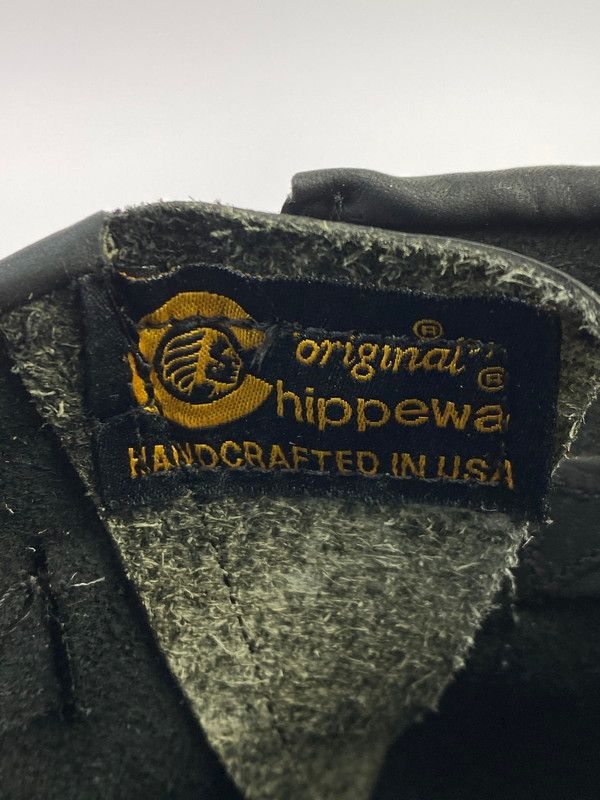 original®
Chippewa®
HANDCRAFTED IN USA